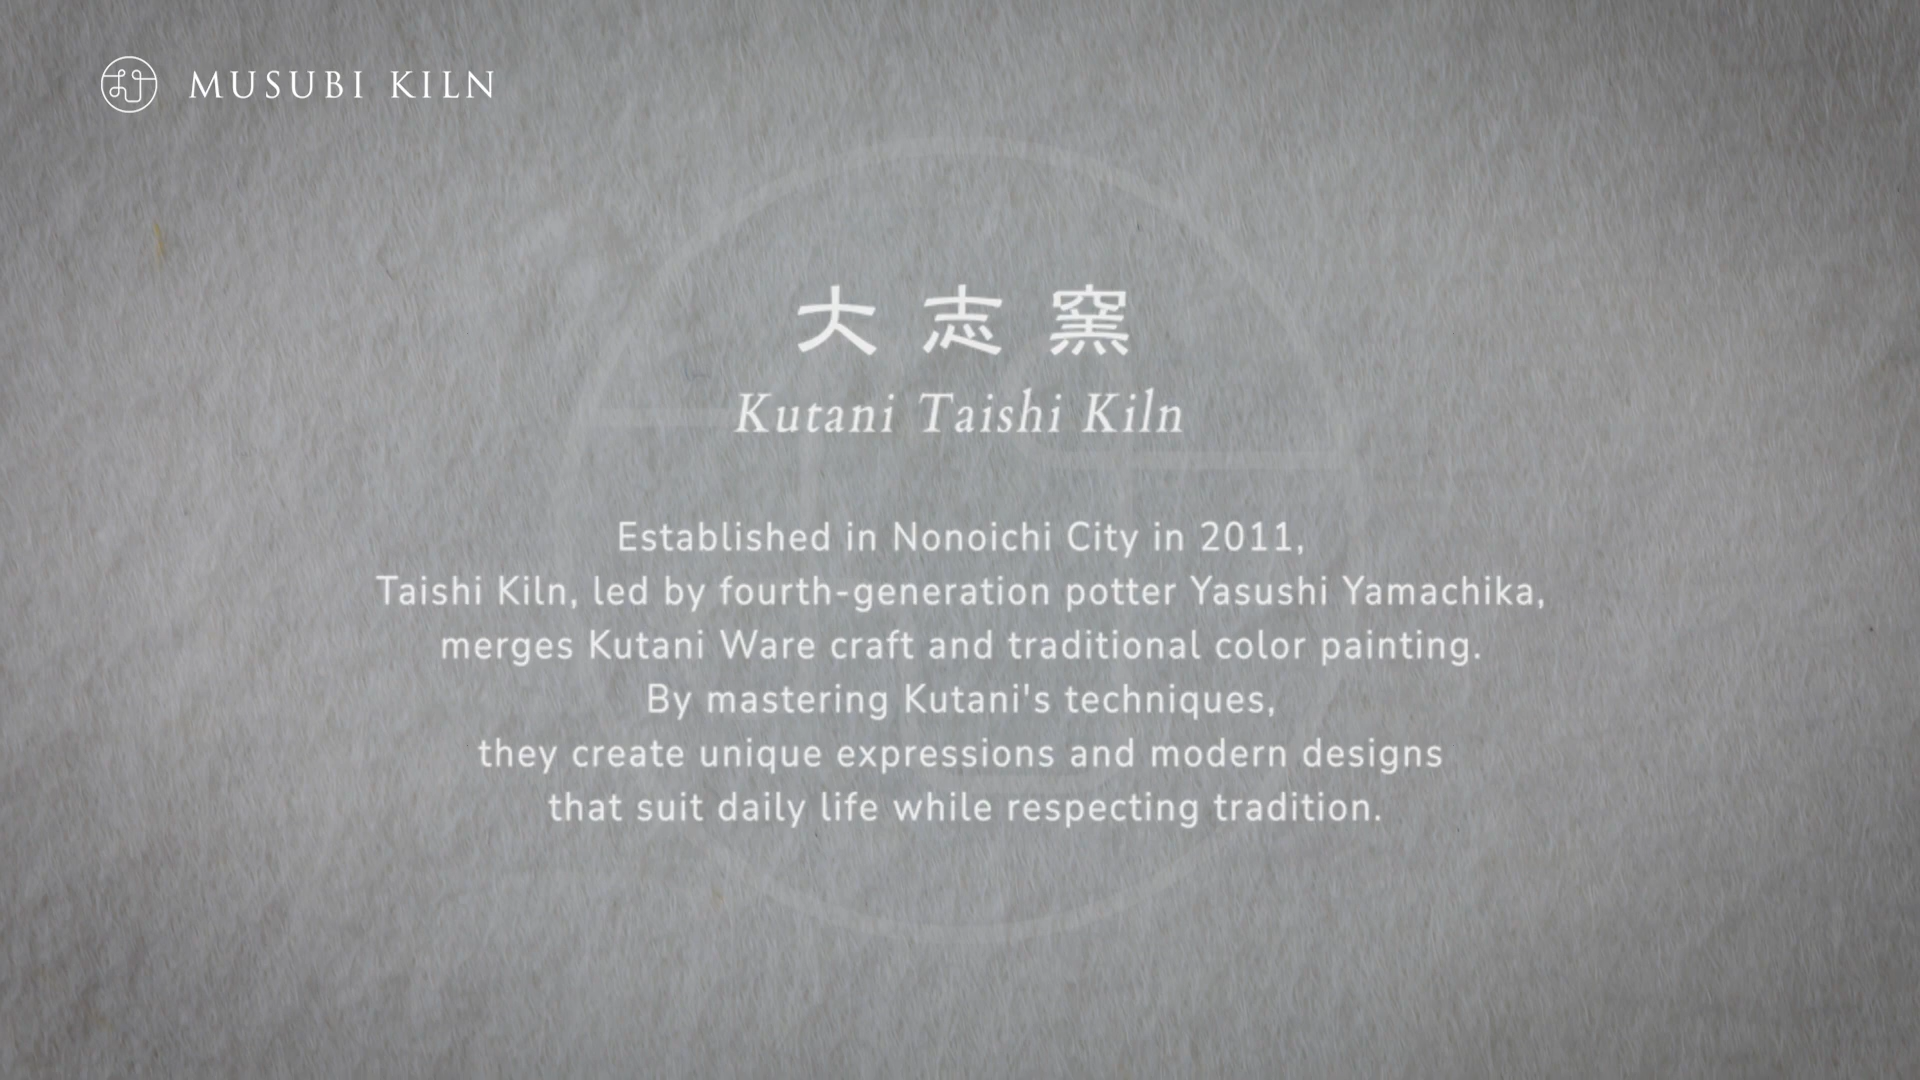 MUSUBI KILN
大志窯
Kutani Taishi Kiln
Established in Nonoichi City in 2011,
Taishi Kiln, led by fourth-generation potter Yasushi Yamachika,
merges Kutani Ware craft and traditional color painting.
By mastering Kutani's techniques,
they create unique expressions and modern designs
that suit daily life while respecting tradition.